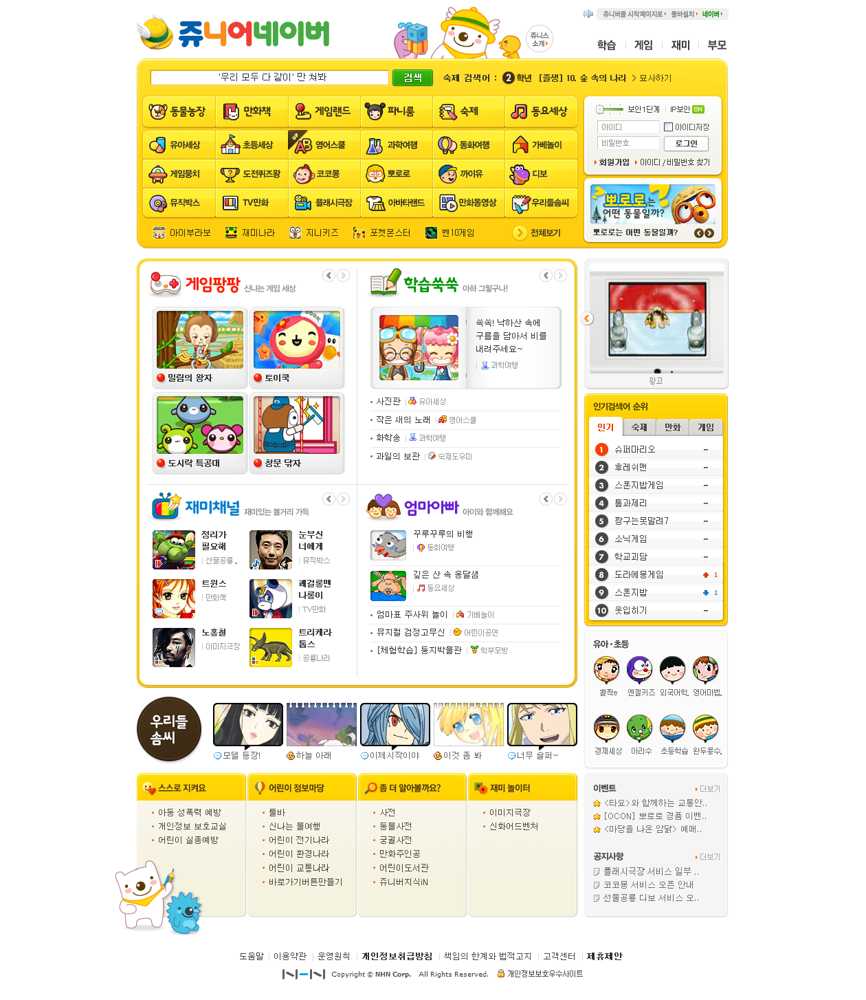 쥬니어네이버
쥬니스 소개
쥬니버를 시작페이지로 툴바설치 네이버
학습 게임 재미 부모
'우리 모두 다 같이' 만 쳐봐 검색
숙제 검색어 : 2학년 [즐생] 10. 숲 속의 나라 > 묘사하기
동물농장 만화책 게임랜드 파니룸 숙제 동요세상
유아세상 초등세상 UP 영어스쿨 과학여행 동화여행 가베놀이
게임뭉치 도전퀴즈왕 코코몽 뽀로로 까이유 디보
뮤직박스 TV만화 플래시극장 아바타랜드 만화동영상 우리들솜씨
아이부라보 재미나라 지니키즈 포켓몬스터 벤10게임 전체보기
보안1단계 IP보안 ON
아이디 아이디저장
비밀번호 로그인
회원가입 아이디 / 비밀번호 찾기
뽀로로는
어떤 동물일까?
뽀로로는 어떤 동물일까?
게임팡팡 신나는 게임 세상
밀림의 왕자 토이쿡
도시락 특공대 창문 닦자
학습쑥쑥 아하 그렇구나!
쏙쏙! 낙하산 속에
구름을 담아서 비를
내려주세요~
과학여행
사진관 유아세상
작은 새의 노래 영어스쿨
화학송 과학여행
과일의 보관 숙제도우미
광고
인기검색어 순위
인기 숙제 만화 게임
1 슈퍼마리오 -
2 후레쉬맨 -
3 스폰지밥게임 -
4 톰과제리 -
5 짱구는못말려7 -
6 소닉게임 -
7 학교괴담 -
8 도라에몽게임 1
9 스폰지밥 1
10 옷입히기 -
재미채널 재미있는 볼거리 가득
정리가
필요해
선물공룡..
눈부신
너에게
뮤직박스
트윈스
만화책
쾌걸롱맨
나롱이
TV만화
노홍철
이미지극장
트리케라
톱스
공룡나라
엄마아빠 아이와 함께해요
꾸루꾸루의 비행
동화여행
깊은 산 속 옹달샘
동요세상
엄마표 주사위 놀이 가베놀이
뮤지컬 검정고무신 어린이공연
[체험학습] 둥지박물관 학부모방
유아 · 초등
활짝e 엔젤키즈 외국어학.. 영어마법..
경제세상 아리수 초등학습 완두콩수..
우리들
솜씨
모델 등장! 하늘 아래 이제시작이야 이것 좀 봐 너무 슬퍼~
스스로 지켜요
아동 성폭력 예방
개인정보 보호교실
어린이 실종예방
어린이 정보마당
툴바
신나는 물여행
어린이 전기나라
어린이 환경나라
어린이 교통나라
바로가기버튼만들기
좀 더 알아볼까요?
사전
동물사전
궁궐사전
만화주인공
어린이도서관
쥬니버지식iN
재미 놀이터
이미지극장
신화어드벤처
이벤트 더보기
<타요>와 함께하는 교통안..
[OCON] 뽀로로 경품 이벤..
<마당을 나온 암탉> 예매..
공지사항 더보기
플래시극장 서비스 일부 ..
코코몽 서비스 오픈 안내
선물공룡 디보 서비스 오..
도움말 이용약관 운영원칙 개인정보취급방침 책임의 한계와 법적고지 고객센터 제휴제안
NHN Copyright © NHN Corp. All Rights Reserved. 개인정보보호우수사이트